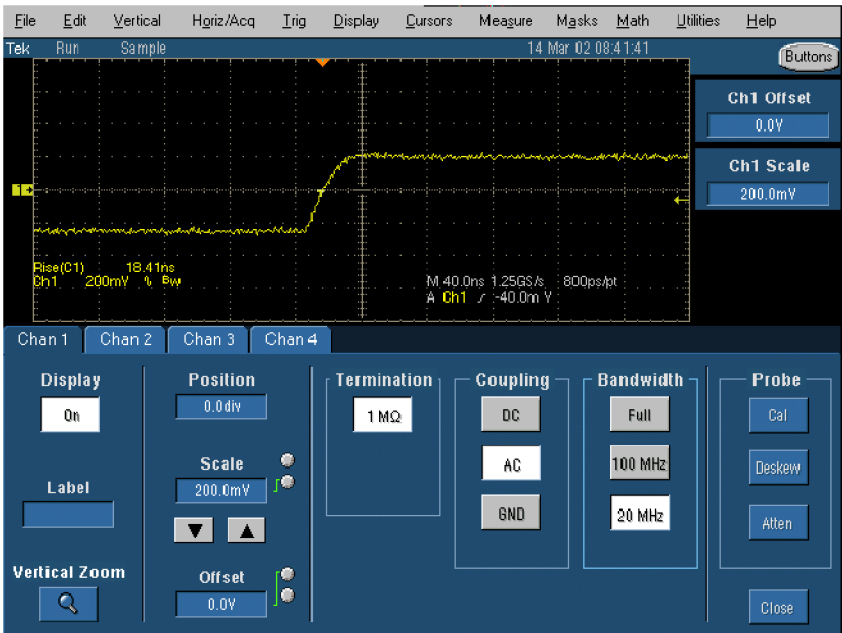 File Edit Vertical Horiz/Acq Trig Display Cursors Measure Masks Math Utilities Help
Tek Run Sample 14 Mar 02 08:41:41
Buttons
Ch1 Offset
0.0V
Ch1 Scale
200.0mV
1
Rise(C1) 18.41ns
Ch1 200mV ∿ Bw
M 40.0ns 1.25GS/s 800ps/pt
A Ch1 ∕ -40.0m V
Chan 1 Chan 2 Chan 3 Chan 4
Display
On
Label
Vertical Zoom
Position
0.0div
Scale
200.0mV
Offset
0.0V
Termination
1 MΩ
Coupling
DC
AC
GND
Bandwidth
Full
100 MHz
20 MHz
Probe
Cal
Deskew
Atten
Close